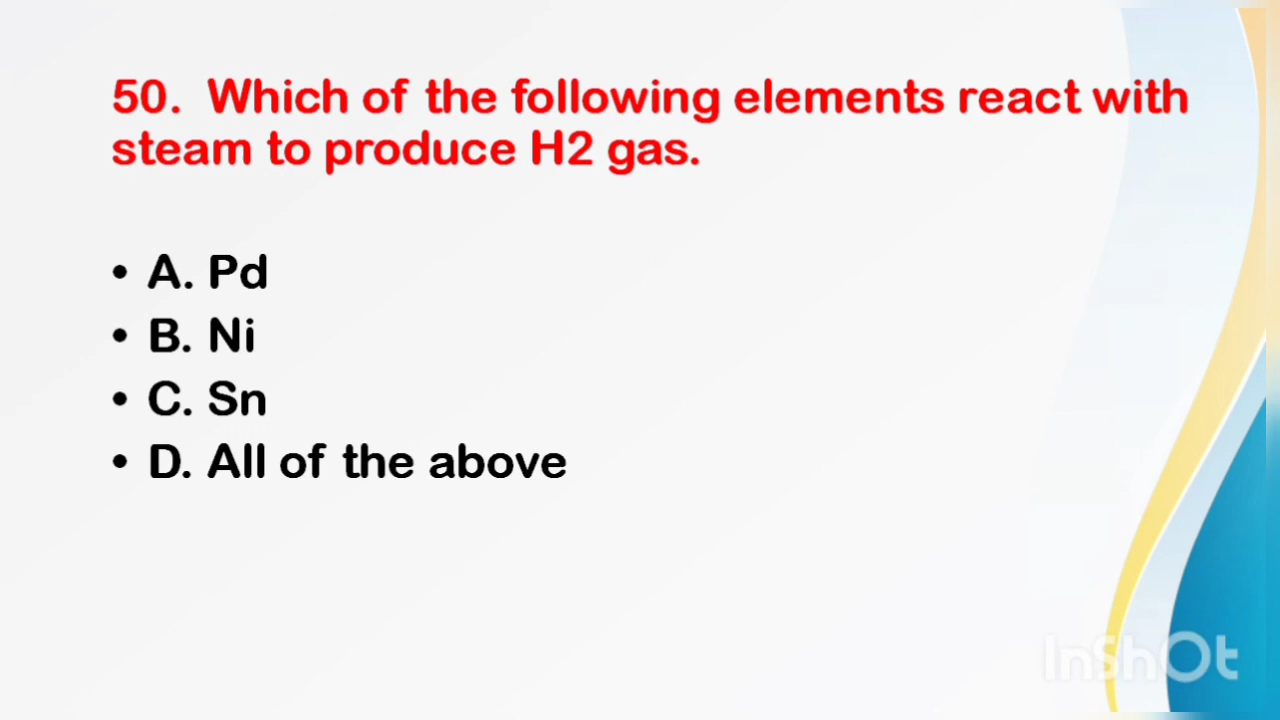 50. Which of the following elements react with
steam to produce H2 gas.
• A. Pd
• B. Ni
• C. Sn
• D. All of the above
InShOt